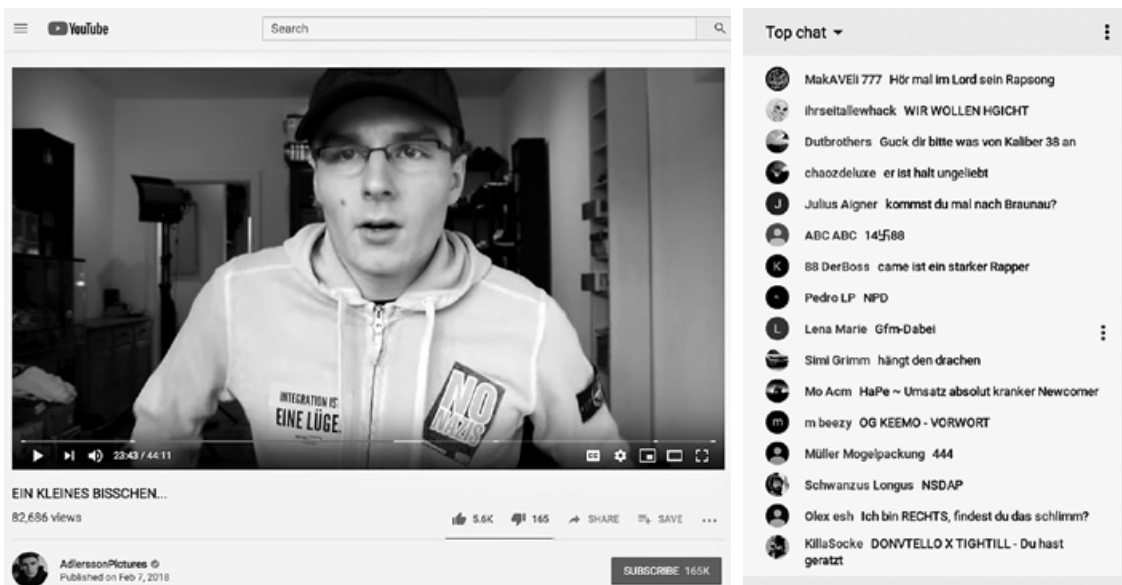 YouTube
Search
INTEGRATION IST
EINE LÜGE.
NO
NAZIS
23:43 / 44:11
EIN KLEINES BISSCHEN...
82,686 views
5.6K 165 SHARE SAVE
AdlerssonPictures
Published on Feb 7, 2018
SUBSCRIBE 165K
Top chat
MakAVEli 777 Hör mal im Lord sein Rapsong
ihrseitallewhack WIR WOLLEN HGICHT
Dutbrothers Guck dir bitte was von Kaliber 38 an
chaozdeluxe er ist halt ungeliebt
J Julius Aigner kommst du mal nach Braunau?
ABC ABC 14卐88
K 88 DerBoss came ist ein starker Rapper
Pedro LP NPD
L Lena Marie Gfm-Dabei
Simi Grimm hängt den drachen
Mo Acm HaPe ~ Umsatz absolut kranker Newcomer
m m beezy OG KEEMO - VORWORT
Müller Mogelpackung 444
Schwanzus Longus NSDAP
Olex esh Ich bin RECHTS, findest du das schlimm?
KillaSocke DONVTELLO X TIGHTILL - Du hast
geratzt